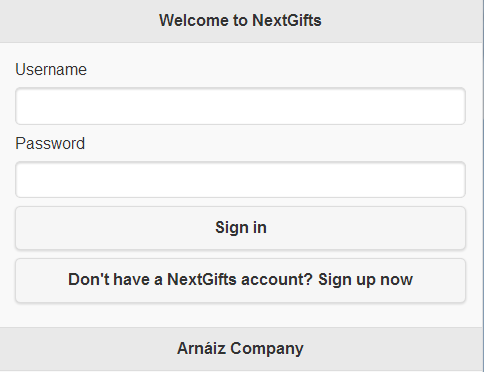 Welcome to NextGifts
Username
Password
Sign in
Don't have a NextGifts account? Sign up now
Arnáiz Company